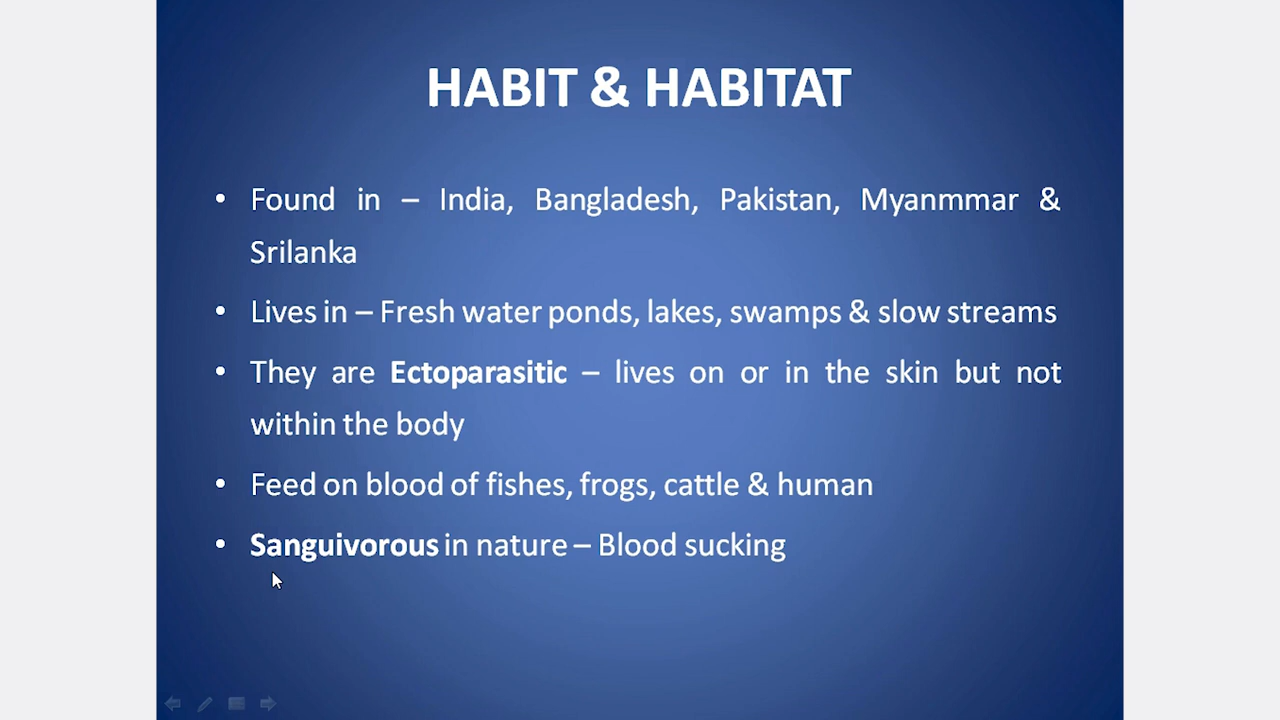 HABIT & HABITAT
• Found in – India, Bangladesh, Pakistan, Myanmmar &
Srilanka
• Lives in – Fresh water ponds, lakes, swamps & slow streams
• They are Ectoparasitic – lives on or in the skin but not
within the body
• Feed on blood of fishes, frogs, cattle & human
• Sanguivorous in nature – Blood sucking